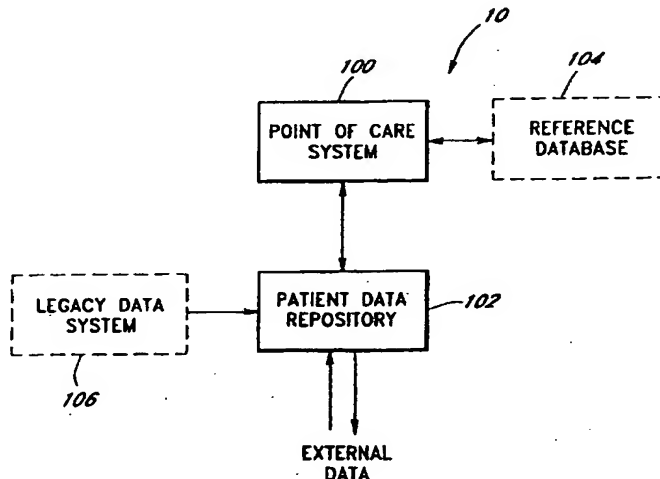 10
100
104
POINT OF CARE
SYSTEM
REFERENCE
DATABASE
LEGACY DATA
SYSTEM
PATIENT DATA
REPOSITORY
102
106
EXTERNAL
DATA